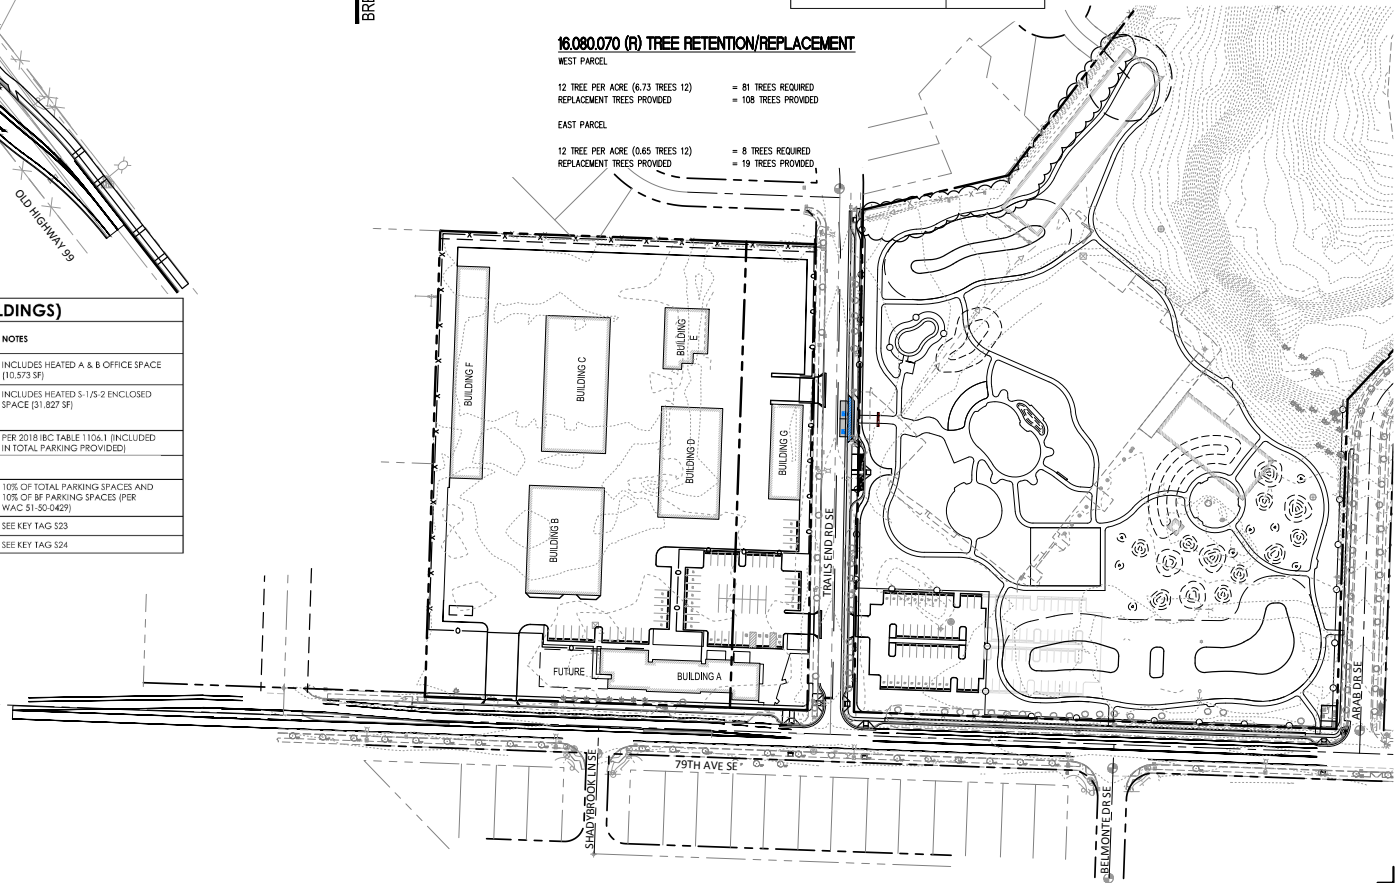 BRE
16.080.070 (R) TREE RETENTION/REPLACEMENT
WEST PARCEL
12 TREE PER ACRE (6.73 TREES 12) = 81 TREES REQUIRED
REPLACEMENT TREES PROVIDED = 108 TREES PROVIDED
EAST PARCEL
12 TREE PER ACRE (0.65 TREES 12) = 8 TREES REQUIRED
REPLACEMENT TREES PROVIDED = 19 TREES PROVIDED
OLD HIGHWAY 99
LDINGS)
NOTES
INCLUDES HEATED A & B OFFICE SPACE
(10,573 SF)
INCLUDES HEATED S-1/S-2 ENCLOSED
SPACE (31,827 SF)
PER 2018 IBC TABLE 1106.1 (INCLUDED
IN TOTAL PARKING PROVIDED)
10% OF TOTAL PARKING SPACES AND
10% OF BF PARKING SPACES (PER
WAC 51-50-0429)
SEE KEY TAG S23
SEE KEY TAG S24
BUILDING F
BUILDING C
BUILDING
E
BUILDING D
BUILDING G
BUILDING B
FUTURE
BUILDING A
TRAILS END RD SE
ARAB DR SE
79TH AVE SE
SHADYBROOK LN SE
BELMONTE DR SE